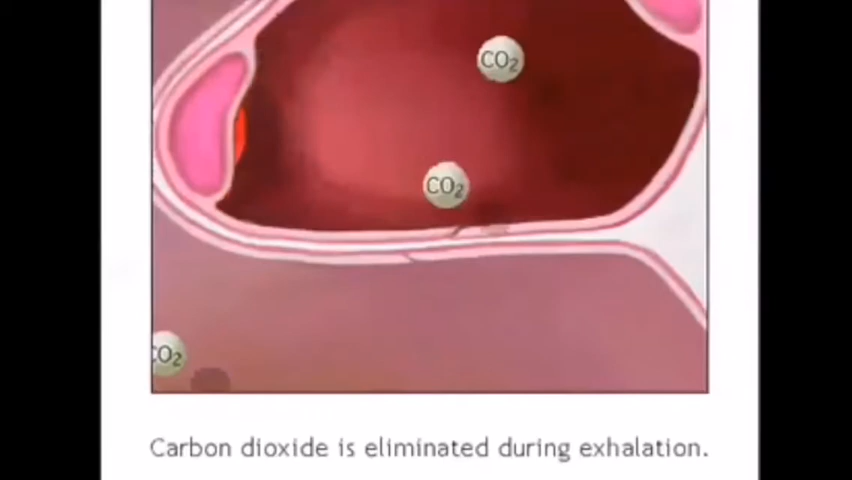 CO₂
CO₂
CO₂
Carbon dioxide is eliminated during exhalation.